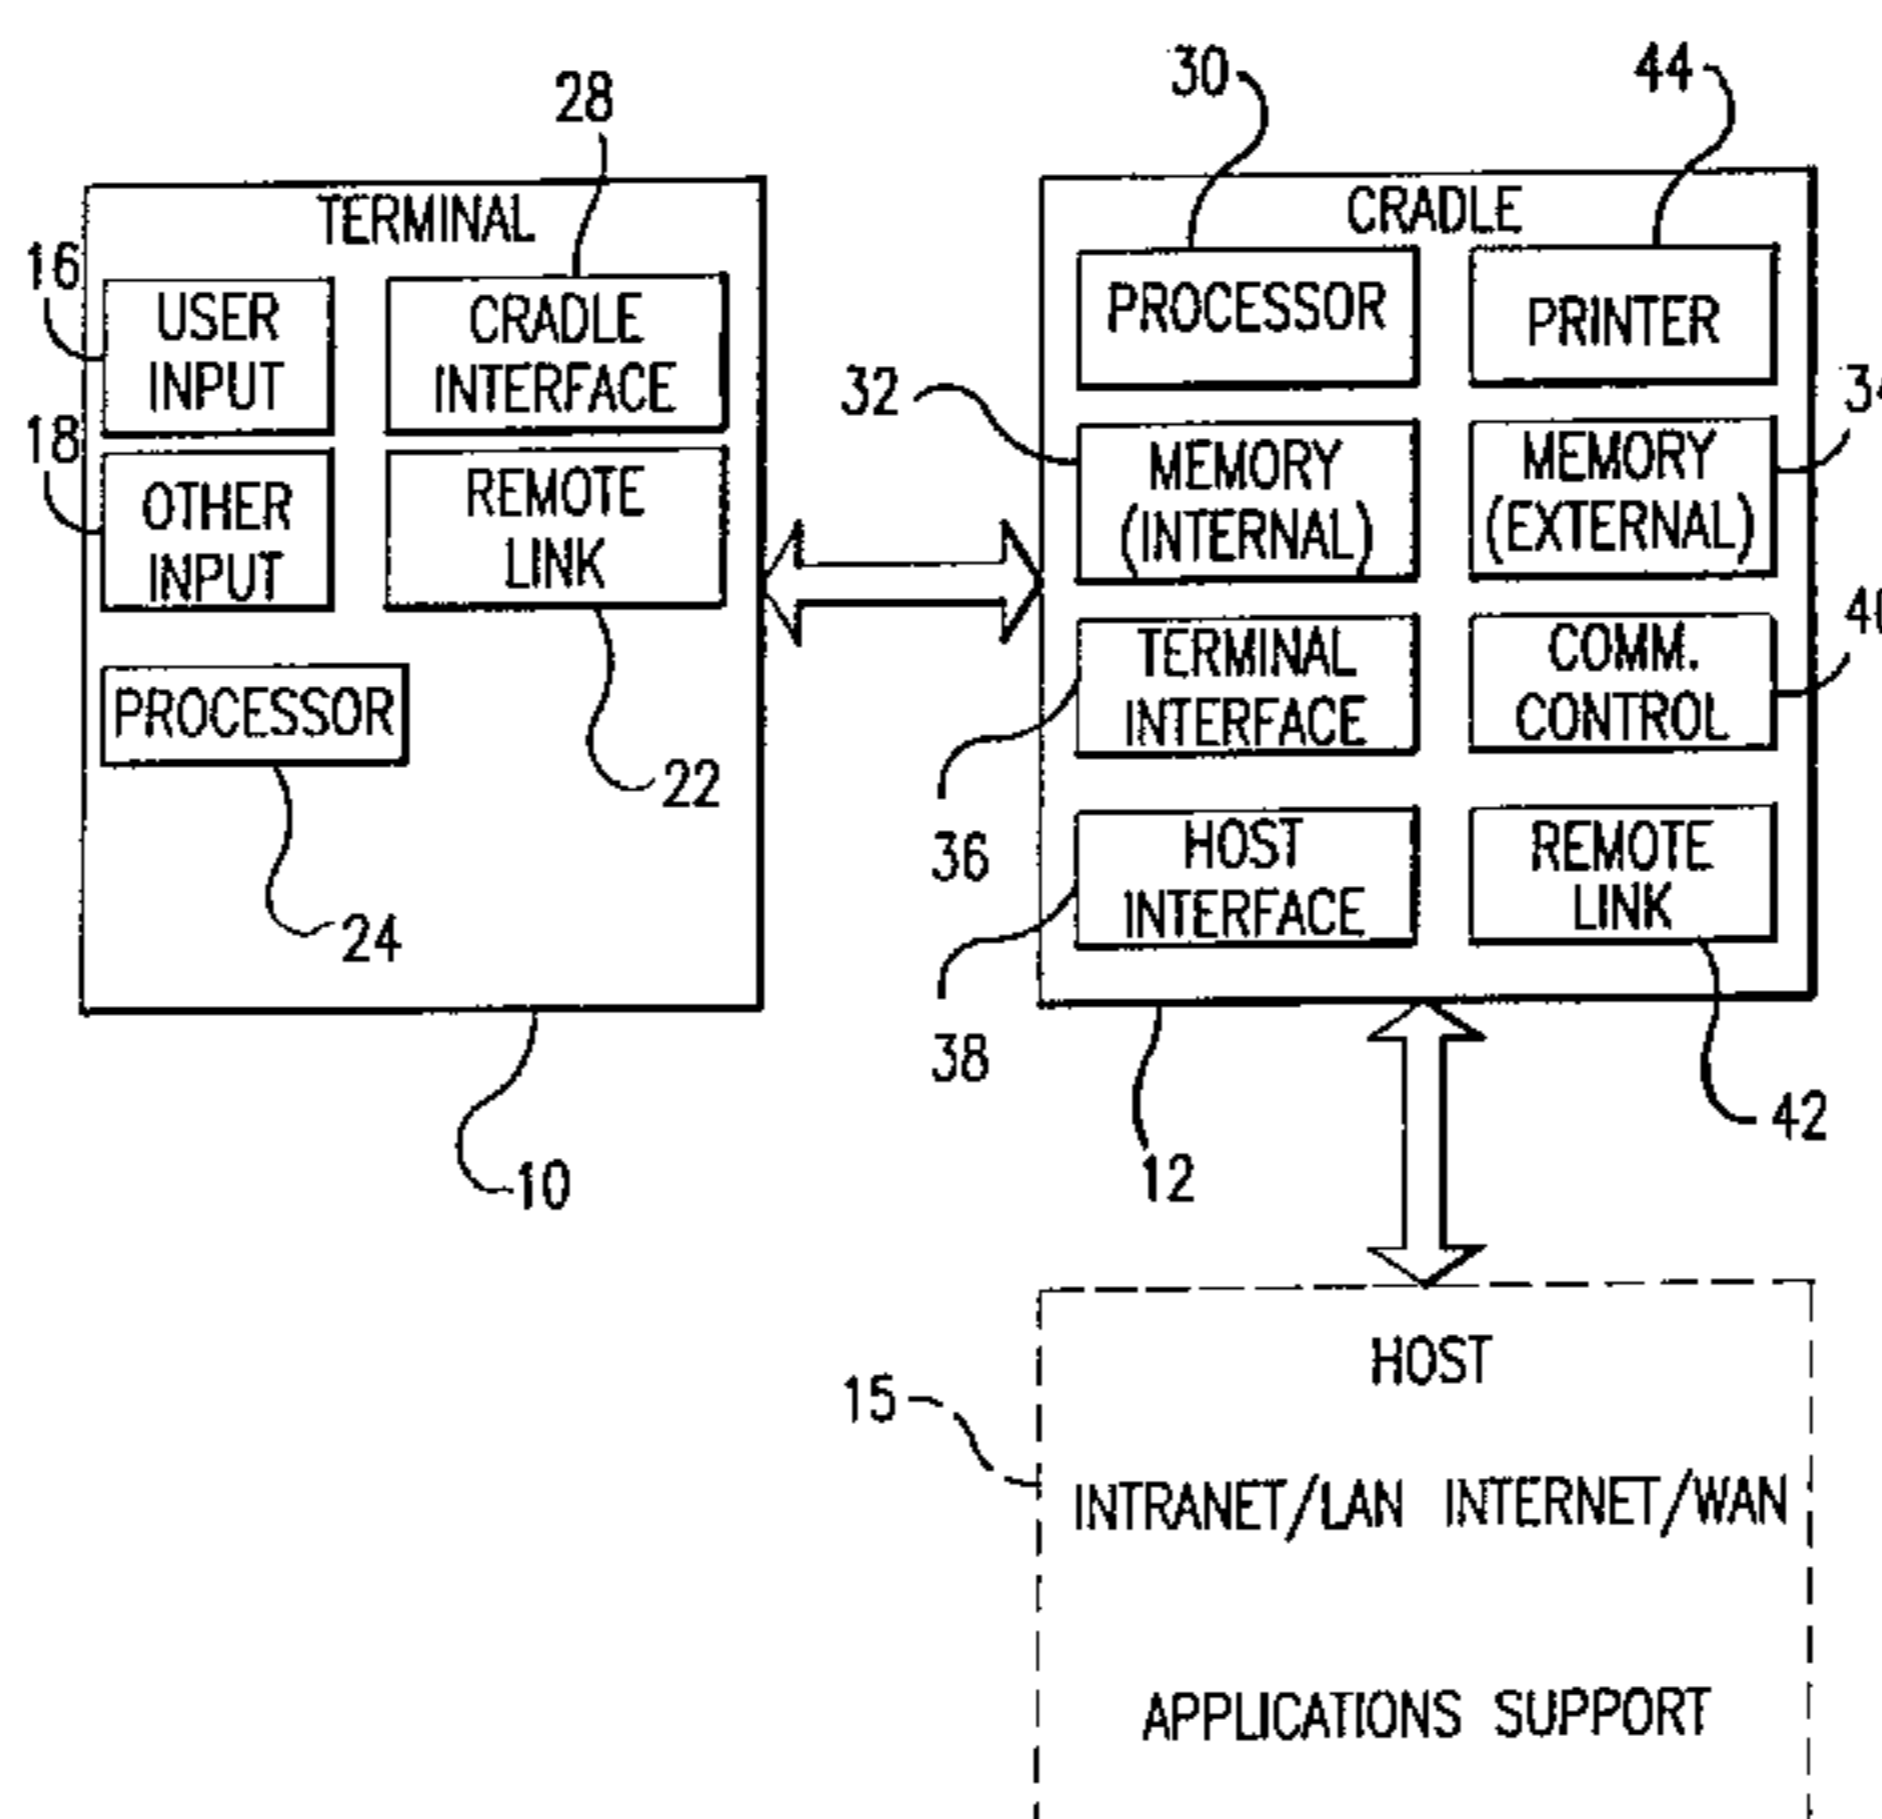 TERMINAL
28
16
USER
INPUT
CRADLE
INTERFACE
18
OTHER
INPUT
REMOTE
LINK
PROCESSOR
22
24
10
30
44
CRADLE
PROCESSOR
PRINTER
32
MEMORY
(INTERNAL)
MEMORY
(EXTERNAL)
TERMINAL
INTERFACE
36
COMM.
CONTROL
HOST
INTERFACE
38
REMOTE
LINK
42
12
HOST
15
INTRANET/LAN INTERNET/WAN
APPLICATIONS SUPPORT